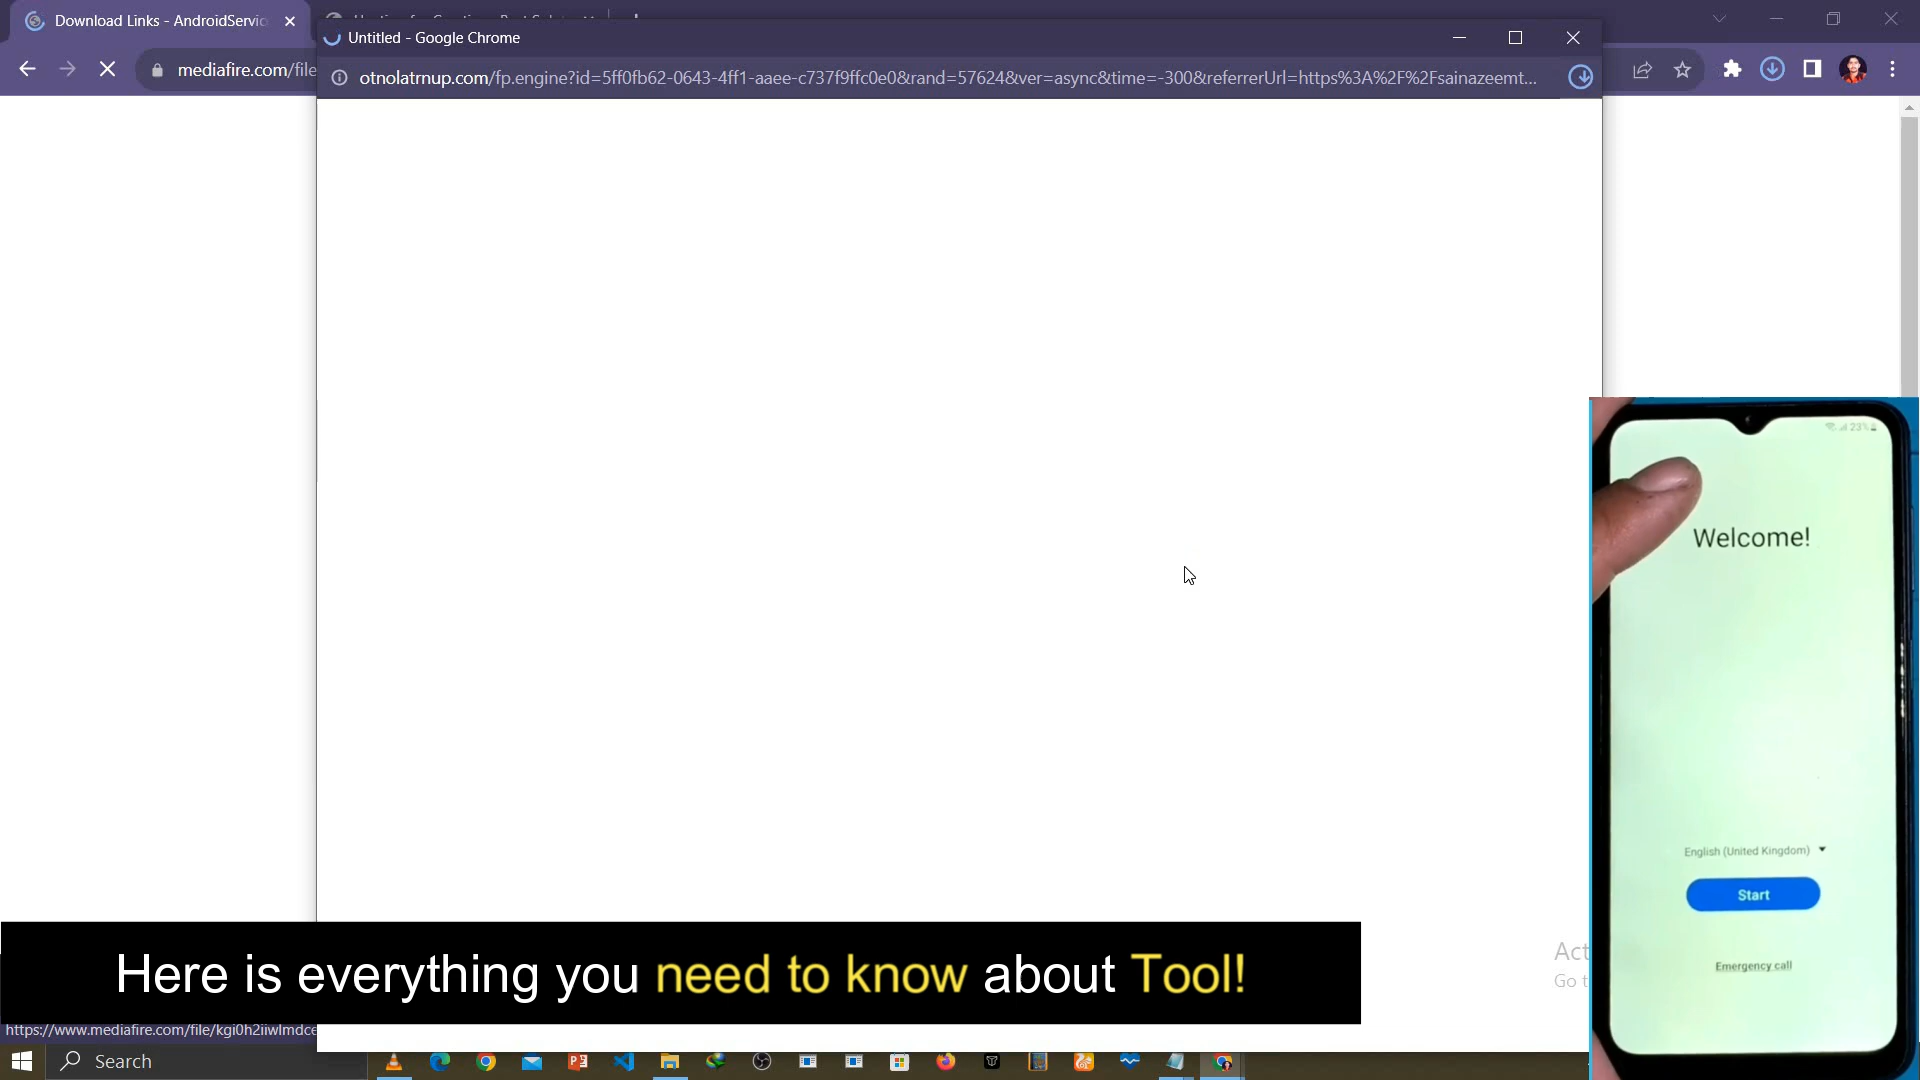 Download Links - AndroidServic
Untitled - Google Chrome
mediafire.com/file
otnolatrnup.com/fp.engine?id=5ff0fb62-0643-4ff1-aaee-c737f9ffc0e0&rand=57624&ver=async&time=-300&referrerUrl=https%3A%2F%2Fsainazeemt...
23%
Welcome!
English (United Kingdom)
Start
Emergency call
Act
Go t
Here is everything you need to know about Tool!
https://www.mediafire.com/file/kgi0h2iiwlmdce
Search